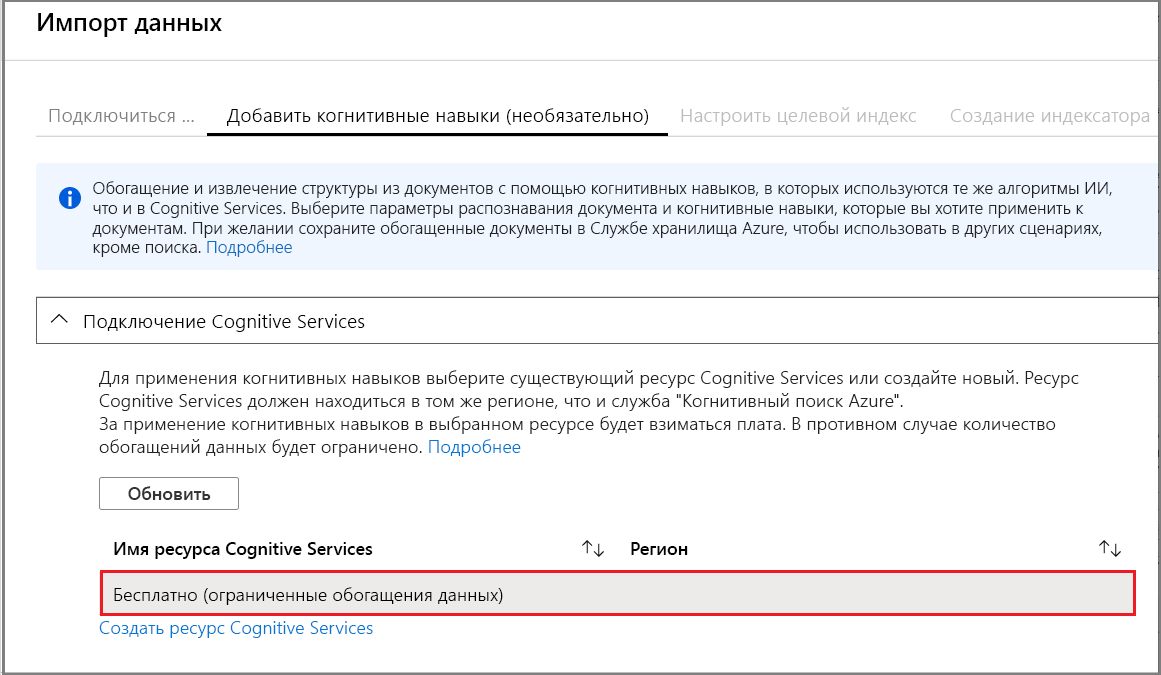 Импорт данных
Подключиться ... Добавить когнитивные навыки (необязательно) Настроить целевой индекс Создание индексатора
Обогащение и извлечение структуры из документов с помощью когнитивных навыков, в которых используются те же алгоритмы ИИ,
что и в Cognitive Services. Выберите параметры распознавания документа и когнитивные навыки, которые вы хотите применить к
документам. При желании сохраните обогащенные документы в Службе хранилища Azure, чтобы использовать в других сценариях,
кроме поиска. Подробнее
Подключение Cognitive Services
Для применения когнитивных навыков выберите существующий ресурс Cognitive Services или создайте новый. Ресурс
Cognitive Services должен находиться в том же регионе, что и служба "Когнитивный поиск Azure".
За применение когнитивных навыков в выбранном ресурсе будет взиматься плата. В противном случае количество
обогащений данных будет ограничено. Подробнее
Обновить
Имя ресурса Cognitive Services Регион
Бесплатно (ограниченные обогащения данных)
Создать ресурс Cognitive Services